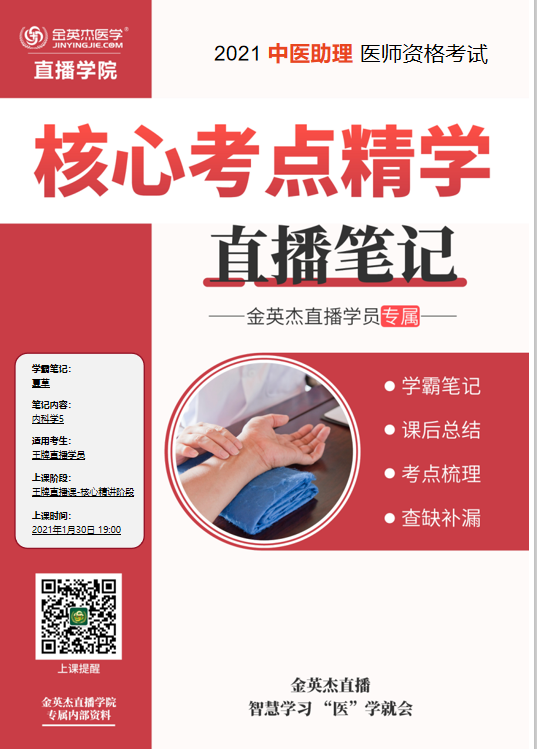 金英杰医学®
JINYINGJIE.COM
直播学院
2021 中医助理 医师资格考试
核心考点精学
直播笔记
金英杰直播学员专属
学霸笔记：
夏菫
笔记内容：
内科学5
适用考生：
王牌直播学员
上课阶段：
王牌直播课-核心精讲阶段
上课时间：
2021年1月30日 19:00
学霸笔记
课后总结
考点梳理
查缺补漏
上课提醒
金英杰直播学院
专属内部资料
金英杰直播
智慧学习 “医” 学就会